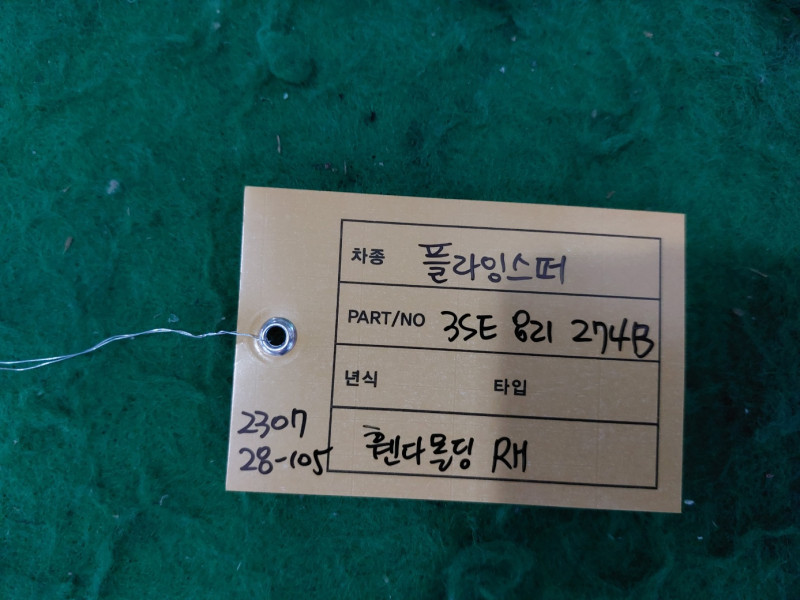 차종 플라잉스퍼
PART/NO 3SE 821 274B
년식 타입
휀다몰딩 RH
2307
28-105